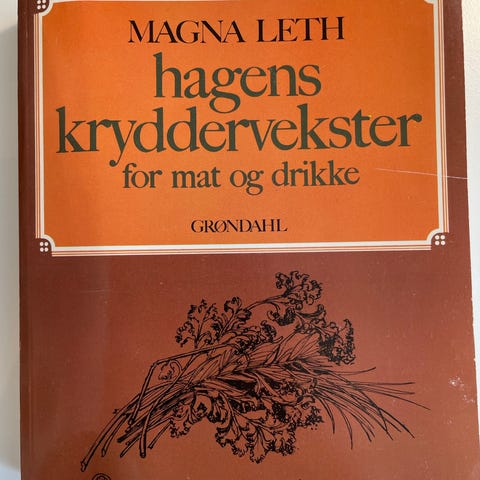 MAGNA LETH
hagens
kryddervekster
for mat og drikke
GRØNDAHL